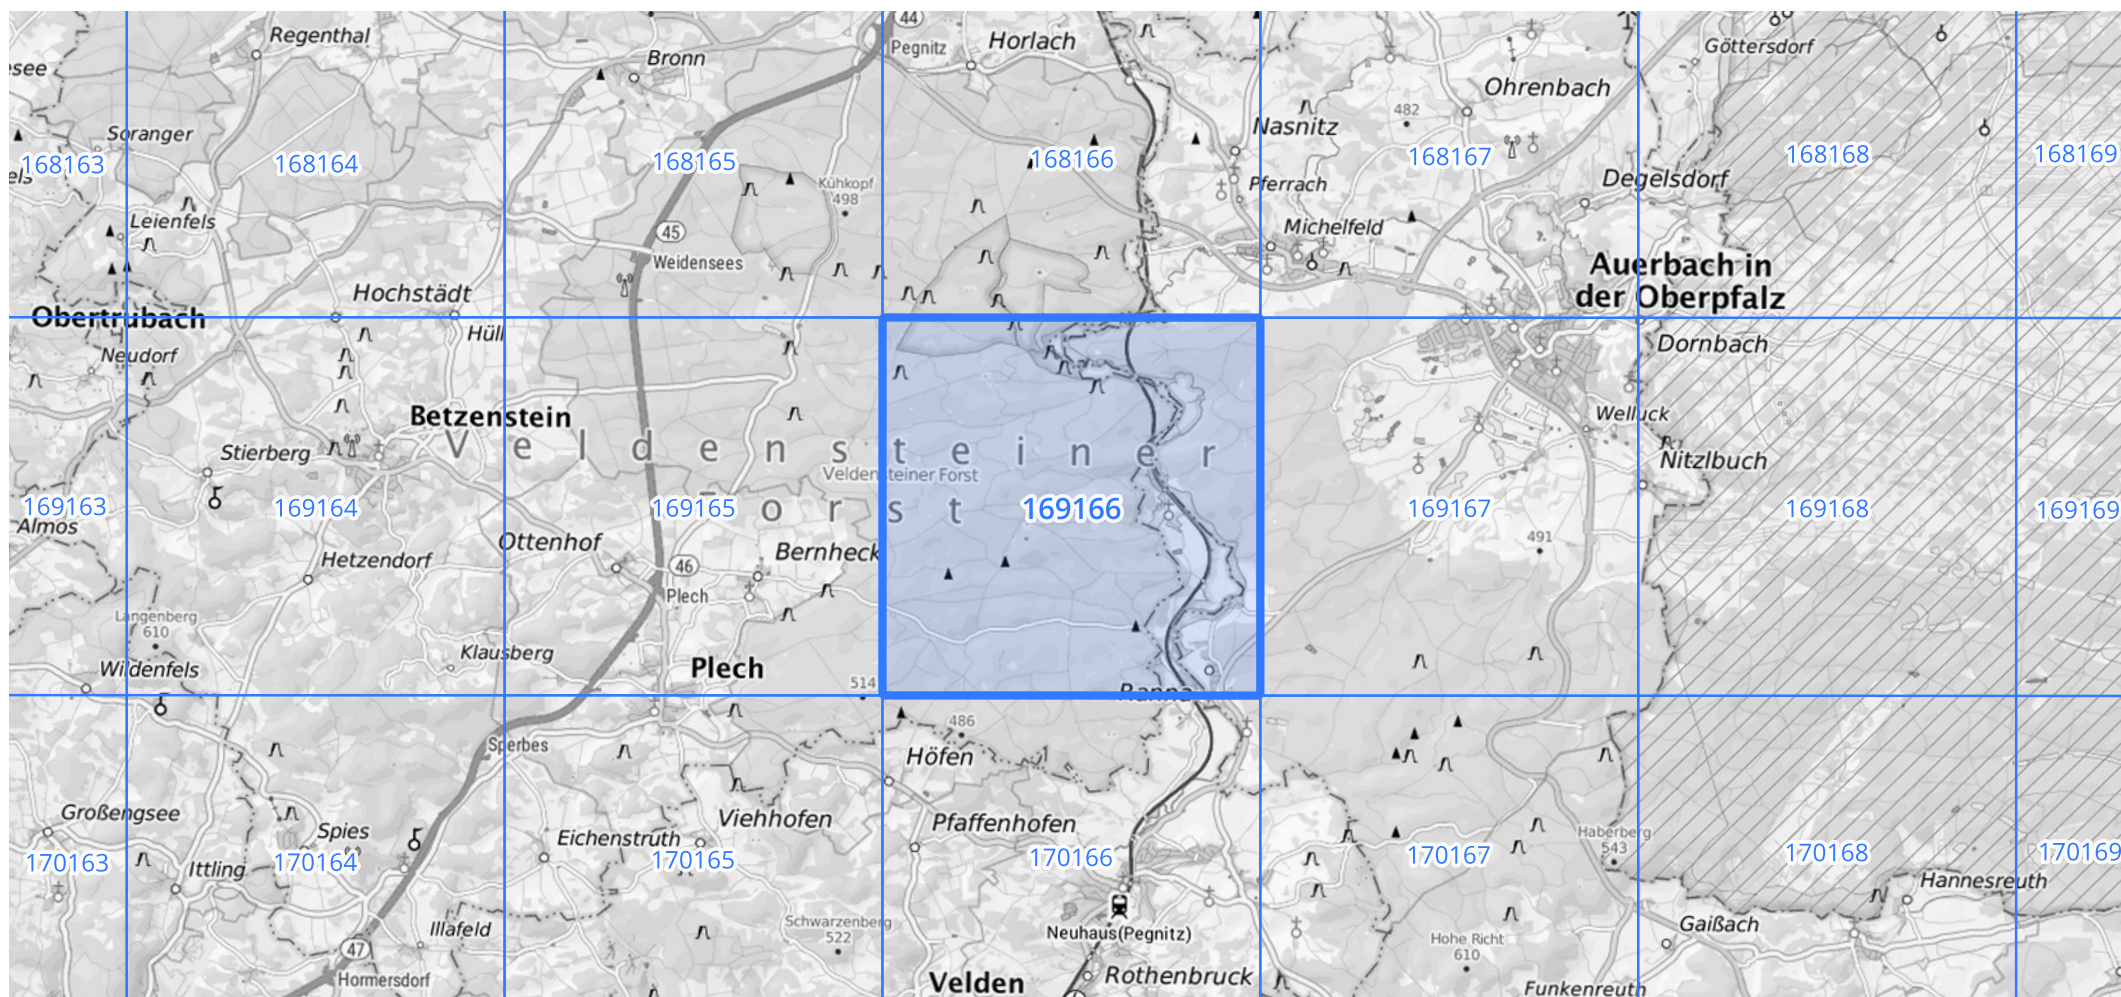 Regenthal
Bronn
44
Pegnitz
Horlach
Göttersdorf
esee
Ohrenbach
482
Soranger
Nasnitz
168163
168164
168165
168166
168167
168168
168169
els
Kühkopf
498
Pferrach
Degelsdorf
Leienfels
45
Michelfeld
Weidensees
Auerbach in
der Oberpfalz
Hochstädt
Obertrubach
Hüll
Neudorf
Dornbach
Betzenstein
Welluck
Veldensteiner
Forst
Stierberg
Veldensteiner Forst
Nitzlbuch
169163
169164
169165
169166
169167
169168
169169
Almos
Ottenhof
Bernheck
491
Hetzendorf
46
Plech
Langenberg
610
Klausberg
Wildenfels
Plech
514
Ranna
486
Sperbes
Höfen
Großengsee
Spies
Eichenstruth
Viehhofen
Pfaffenhofen
Haberberg
543
170163
170164
170165
170166
170167
170168
170169
Ittling
Hannesreuth
Illafeld
Schwarzenberg
522
Neuhaus(Pegnitz)
Hohe Richt
610
Gaißach
47
Hormersdorf
Velden
Rothenbruck
Funkenreuth